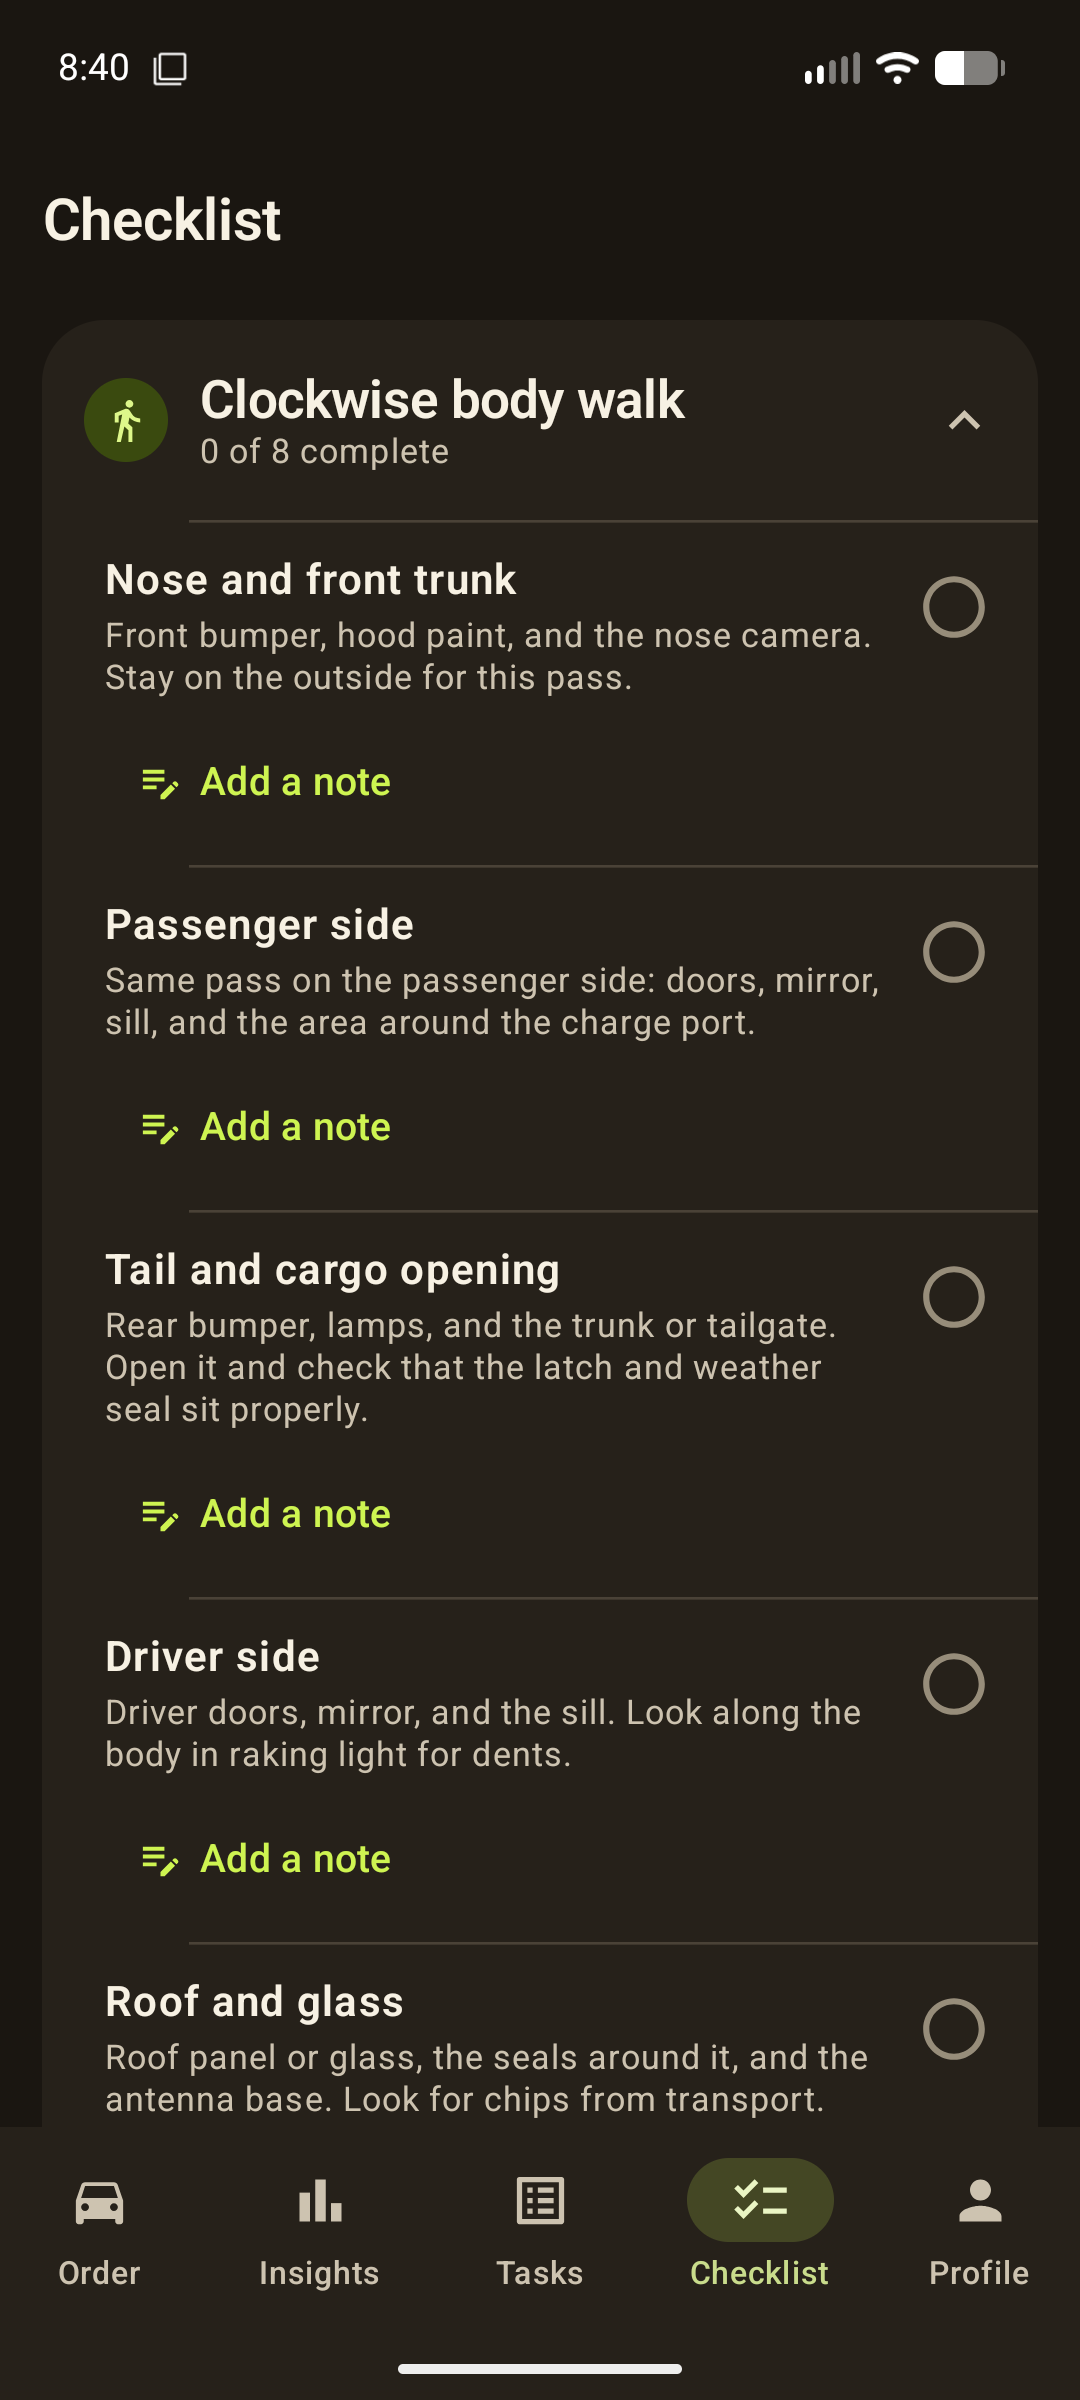 8:40
Checklist
Clockwise body walk
0 of 8 complete
Nose and front trunk
Front bumper, hood paint, and the nose camera.
Stay on the outside for this pass.
Add a note
Passenger side
Same pass on the passenger side: doors, mirror,
sill, and the area around the charge port.
Add a note
Tail and cargo opening
Rear bumper, lamps, and the trunk or tailgate.
Open it and check that the latch and weather
seal sit properly.
Add a note
Driver side
Driver doors, mirror, and the sill. Look along the
body in raking light for dents.
Add a note
Roof and glass
Roof panel or glass, the seals around it, and the
antenna base. Look for chips from transport.
Order
Insights
Tasks
Checklist
Profile